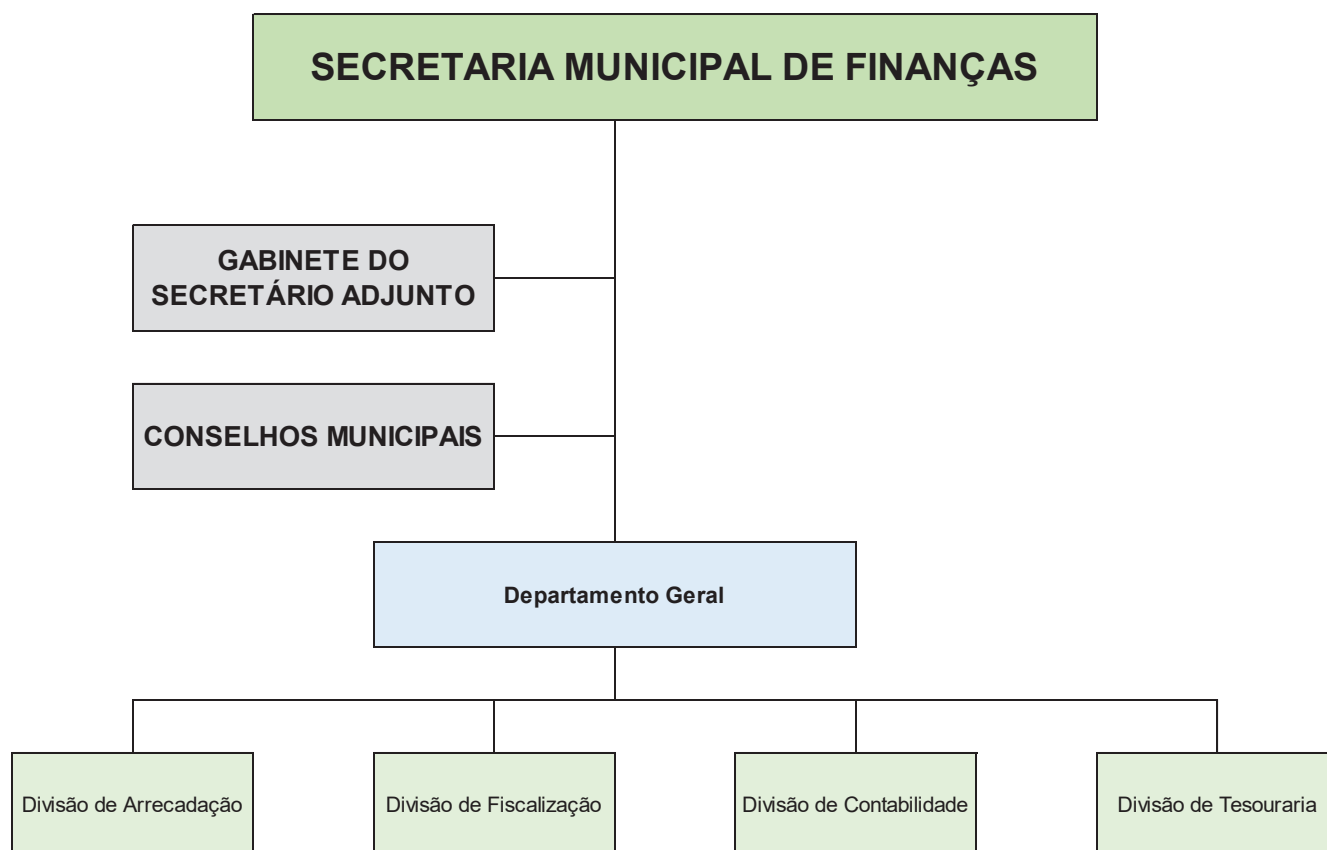 SECRETARIA MUNICIPAL DE FINANÇAS
GABINETE DO
SECRETÁRIO ADJUNTO
CONSELHOS MUNICIPAIS
Departamento Geral
Divisão de Arrecadação
Divisão de Fiscalização
Divisão de Contabilidade
Divisão de Tesouraria